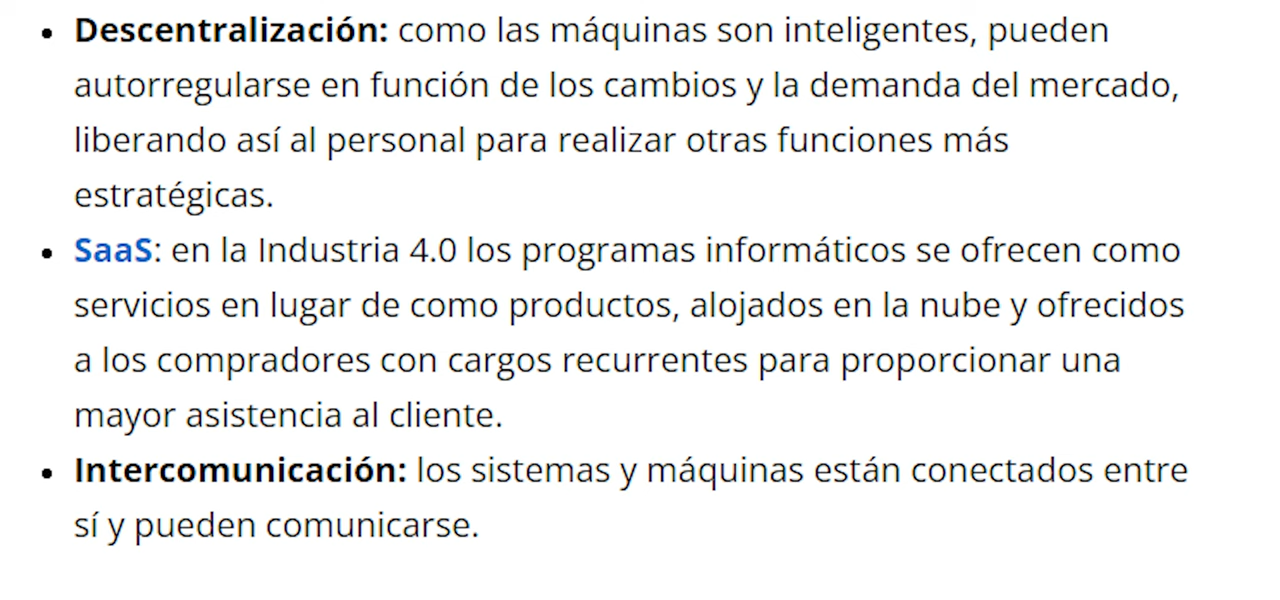 • Descentralización: como las máquinas son inteligentes, pueden
autorregularse en función de los cambios y la demanda del mercado,
liberando así al personal para realizar otras funciones más
estratégicas.
• SaaS: en la Industria 4.0 los programas informáticos se ofrecen como
servicios en lugar de como productos, alojados en la nube y ofrecidos
a los compradores con cargos recurrentes para proporcionar una
mayor asistencia al cliente.
• Intercomunicación: los sistemas y máquinas están conectados entre
sí y pueden comunicarse.